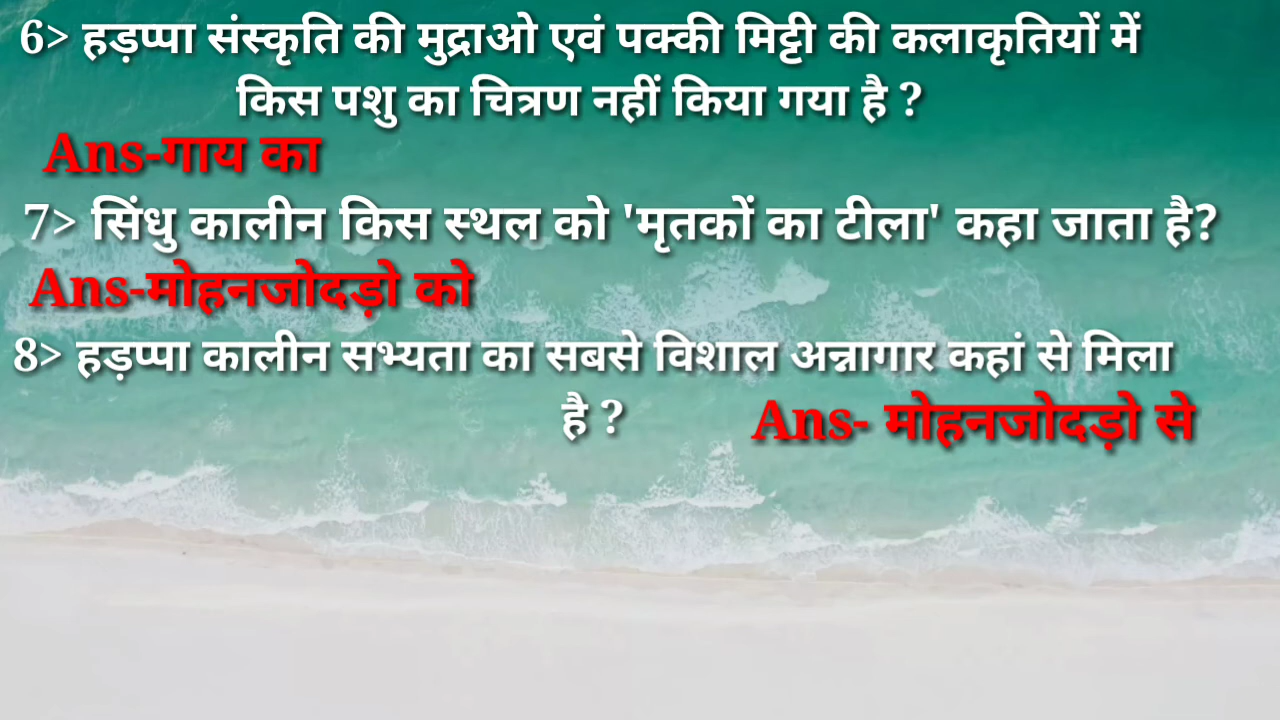 6> हड़प्पा संस्कृति की मुद्राओ एवं पक्की मिट्टी की कलाकृतियों में
किस पशु का चित्रण नहीं किया गया है ?
Ans-गाय का
7> सिंधु कालीन किस स्थल को 'मृतकों का टीला' कहा जाता है?
Ans-मोहनजोदड़ो को
8> हड़प्पा कालीन सभ्यता का सबसे विशाल अन्नागार कहां से मिला
है ? Ans- मोहनजोदड़ो से